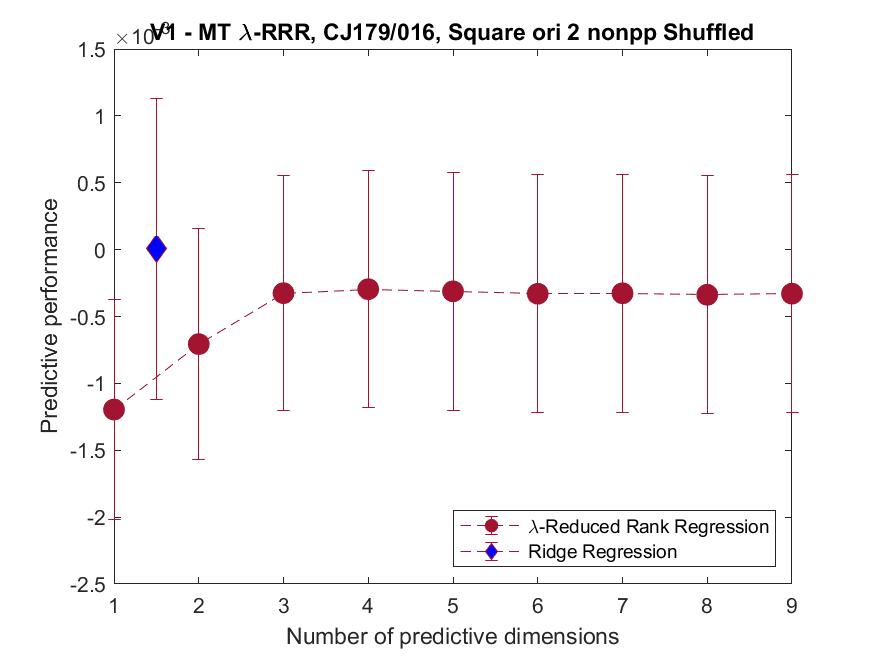 ×10⁻³
V1 - MT λ-RRR, CJ179/016, Square ori 2 nonpp Shuffled
1.5
1
0.5
0
-0.5
-1
-1.5
-2
-2.5
Predictive performance
λ-Reduced Rank Regression
Ridge Regression
1 2 3 4 5 6 7 8 9
Number of predictive dimensions